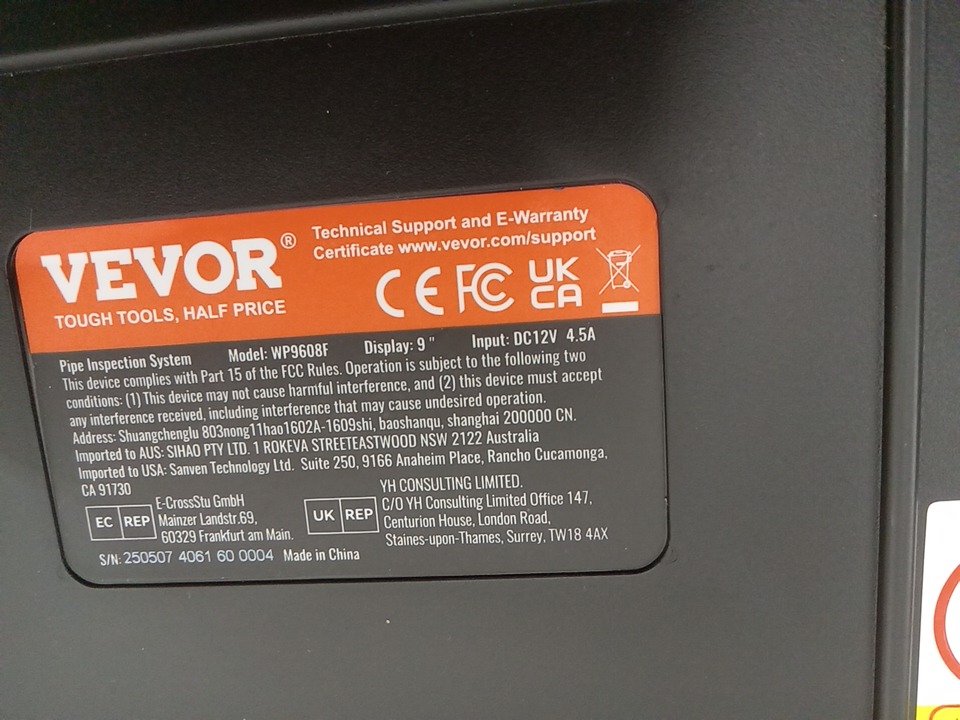 VEVOR®
TOUGH TOOLS, HALF PRICE
Technical Support and E-Warranty
Certificate www.vevor.com/support
CE FC UK
CA
Pipe Inspection System Model: WP9608F Display: 9 " Input: DC12V 4.5A
This device complies with Part 15 of the FCC Rules. Operation is subject to the following two
conditions: (1) This device may not cause harmful interference, and (2) this device must accept
any interference received, including interference that may cause undesired operation.
Address: Shuangchenglu 803nong11hao1602A-1609shi, baoshanqu, shanghai 200000 CN.
Imported to AUS: SIHAO PTY LTD. 1 ROKEVA STREETEASTWOOD NSW 2122 Australia
Imported to USA: Sanven Technology Ltd. Suite 250, 9166 Anaheim Place, Rancho Cucamonga,
CA 91730
EC REP
E-CrossStu GmbH
Mainzer Landstr.69,
60329 Frankfurt am Main.
UK REP
YH CONSULTING LIMITED.
C/O YH Consulting Limited Office 147,
Centurion House, London Road,
Staines-upon-Thames, Surrey. TW18 4AX
S/N: 250507 4061 60 0004 Made in China